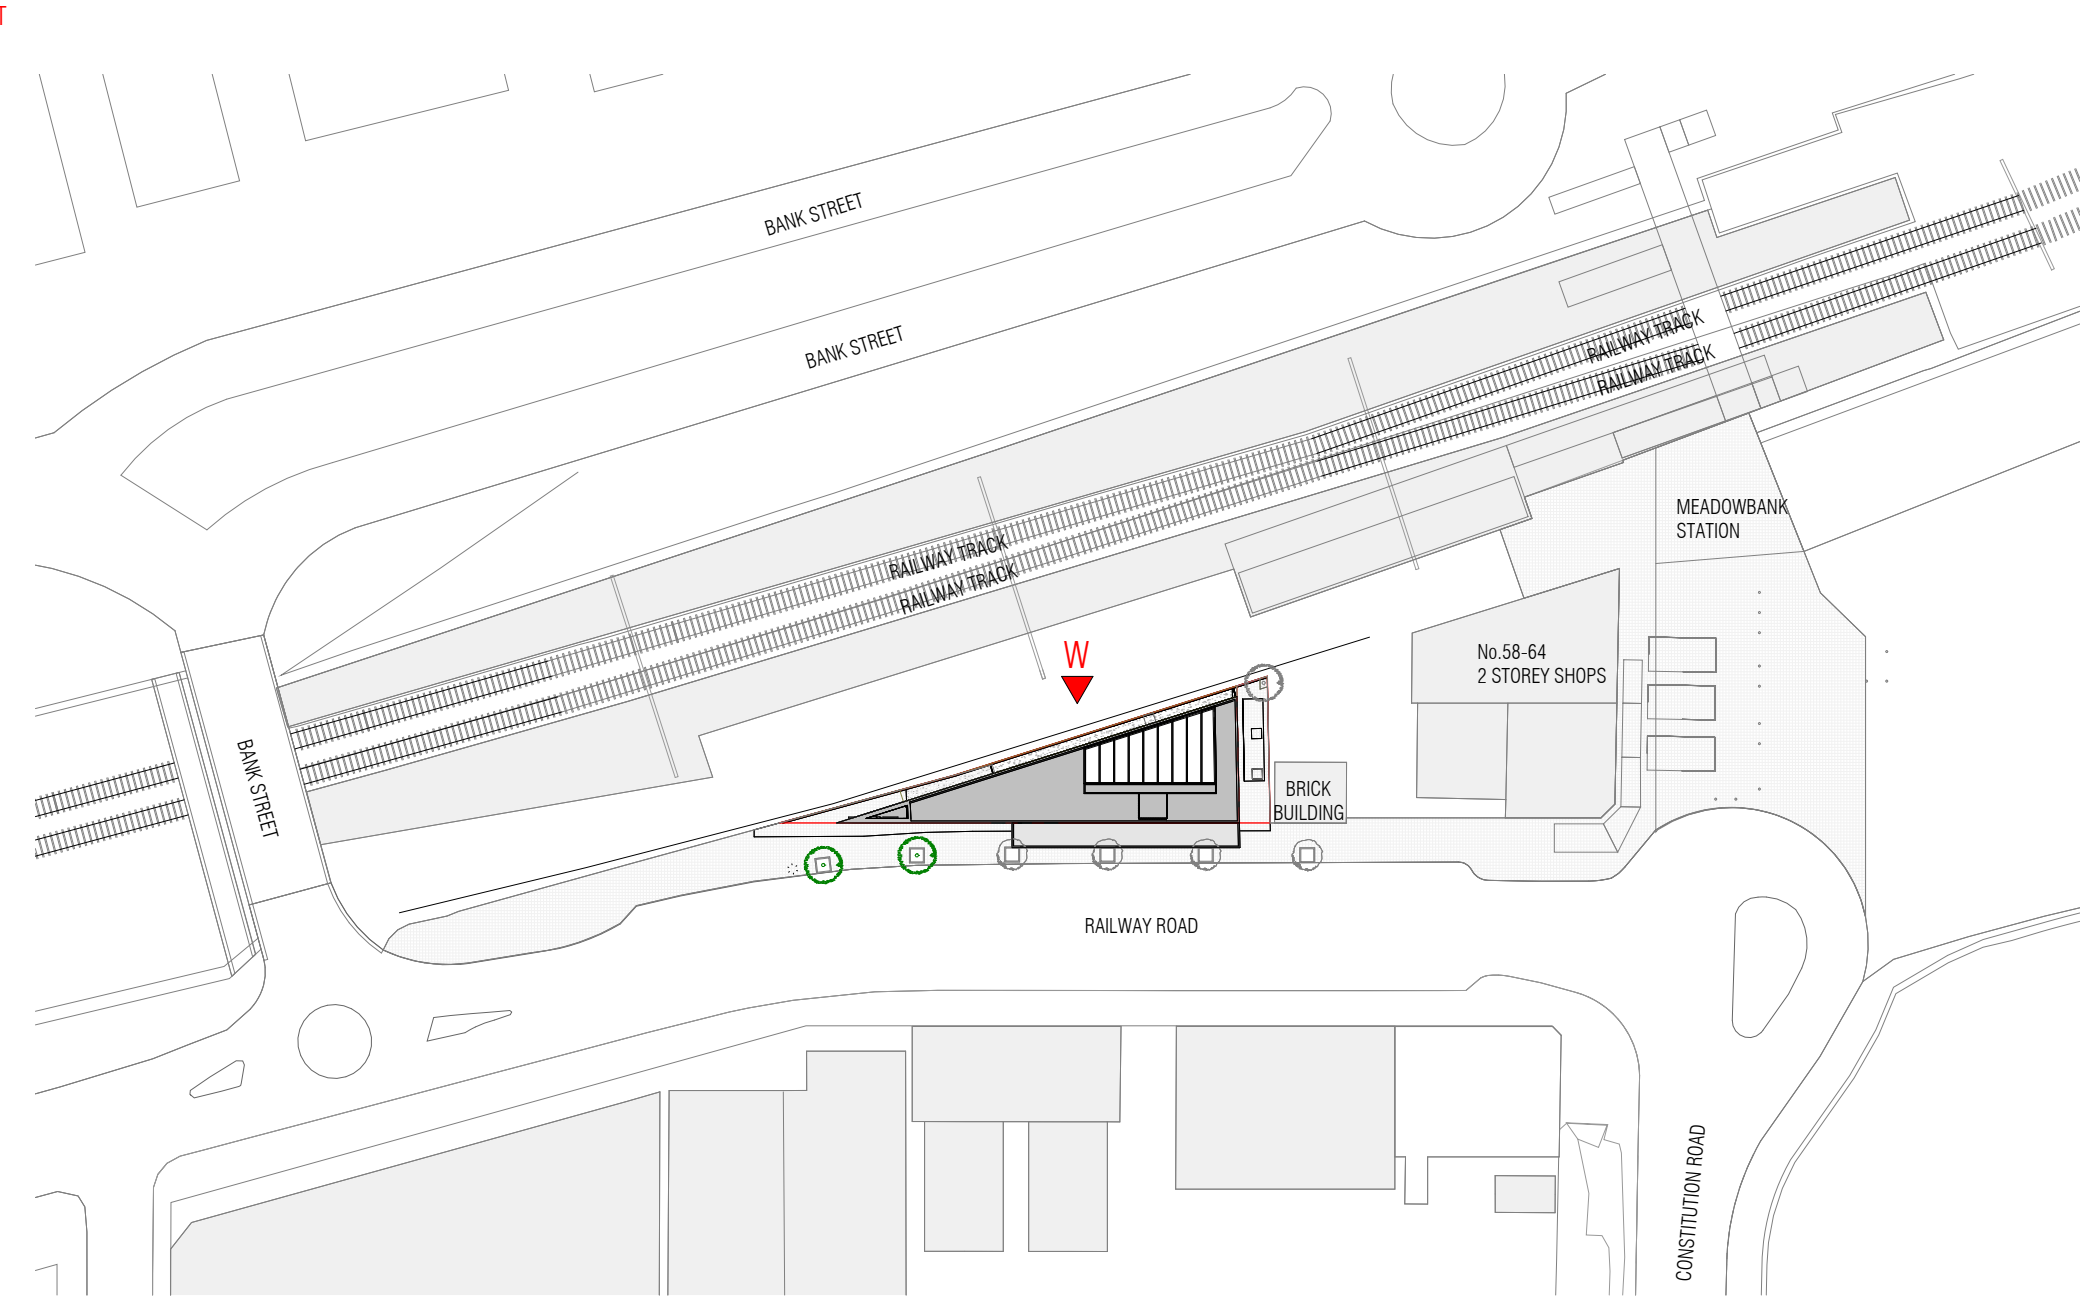 T
BANK STREET
BANK STREET
RAILWAY TRACK
RAILWAY TRACK
MEADOWBANK
STATION
RAILWAY TRACK
RAILWAY TRACK
W
No.58-64
2 STOREY SHOPS
BANK STREET
BRICK
BUILDING
RAILWAY ROAD
CONSTITUTION ROAD